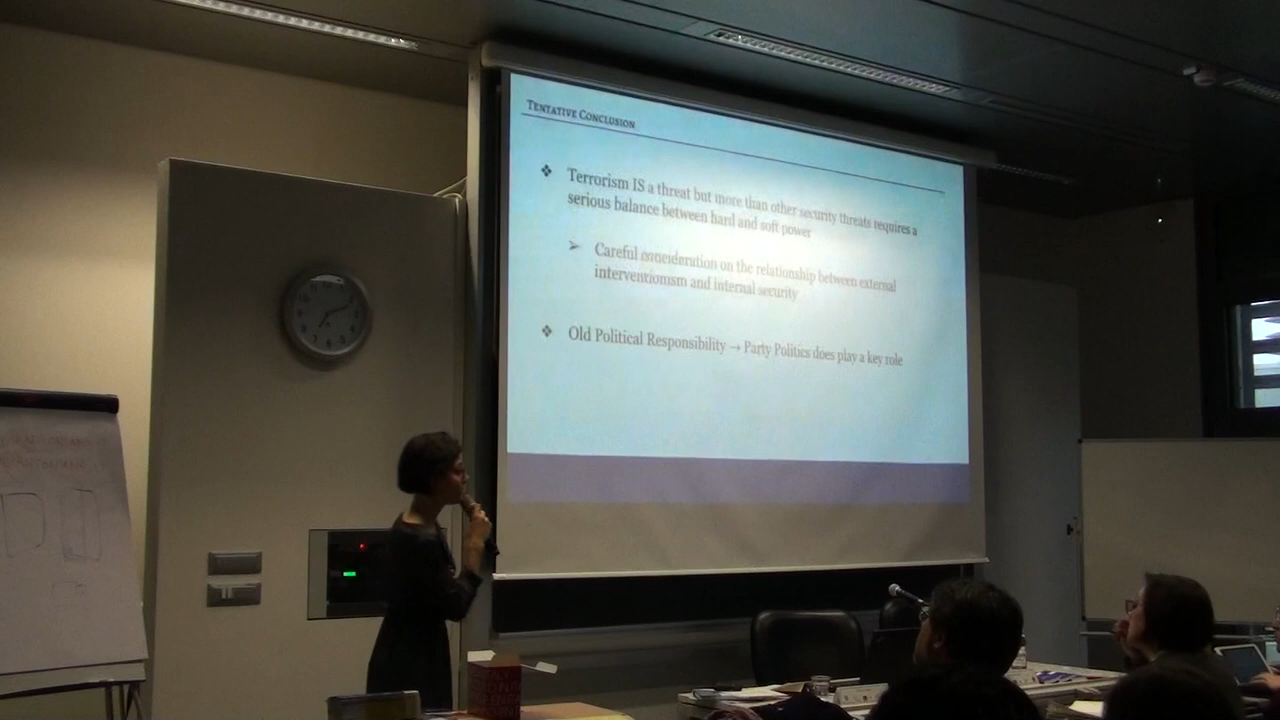 TENTATIVE CONCLUSION
❖ Terrorism IS a threat but more than other security threats requires a
serious balance between hard and soft power
➢ Careful consideration on the relationship between external
interventionism and internal security
❖ Old Political Responsibility → Party Politics does play a key role